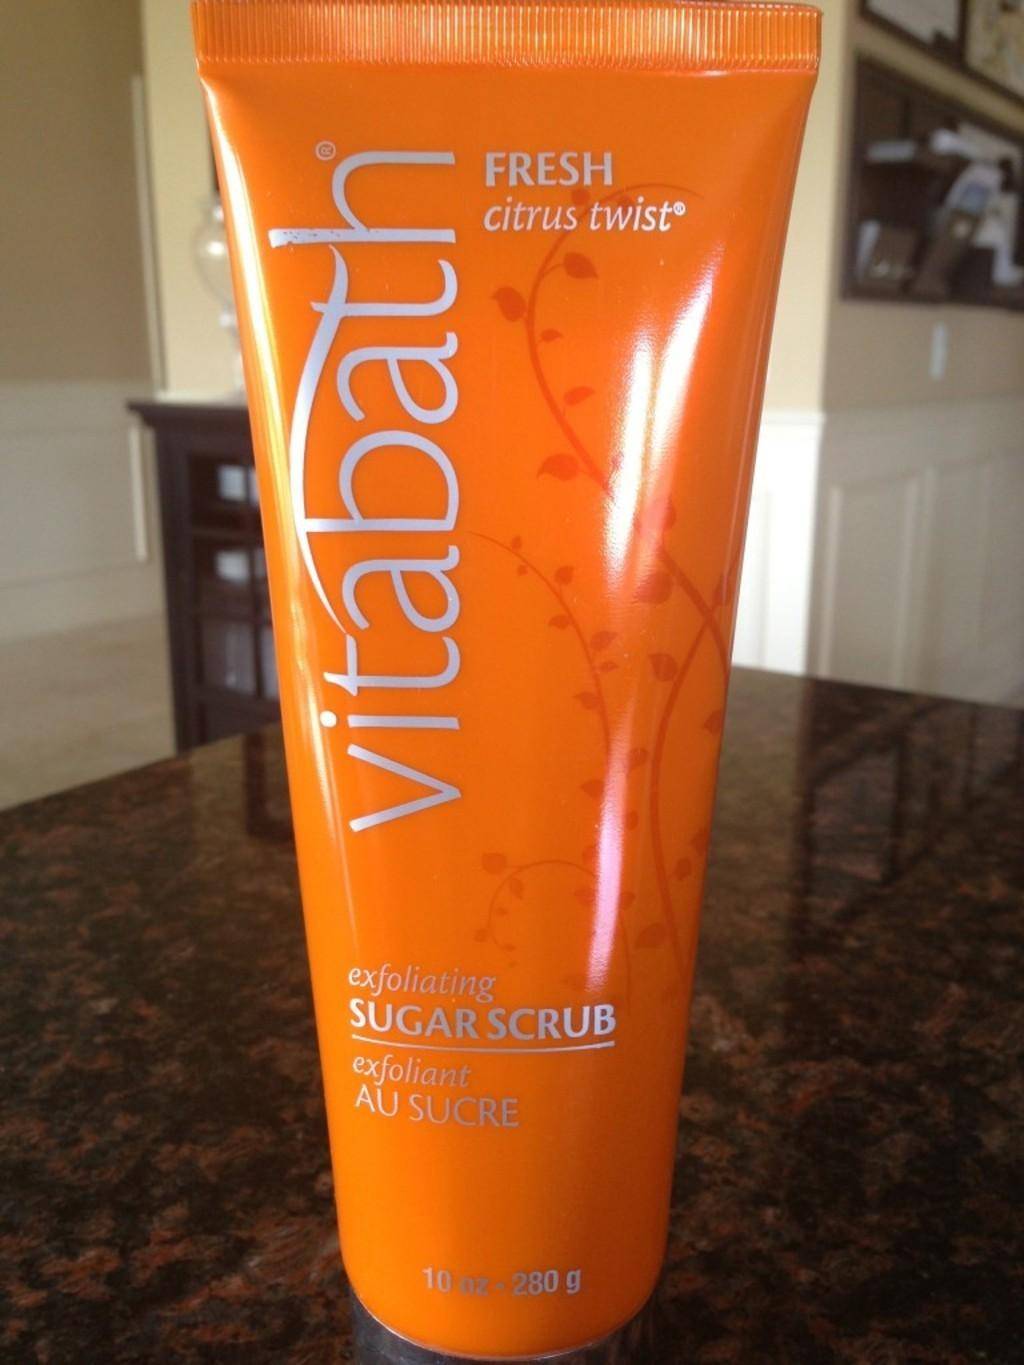 vitabath®
FRESH
citrus twist®
exfoliating
SUGAR SCRUB
exfoliant
AU SUCRE
10 oz - 280 g